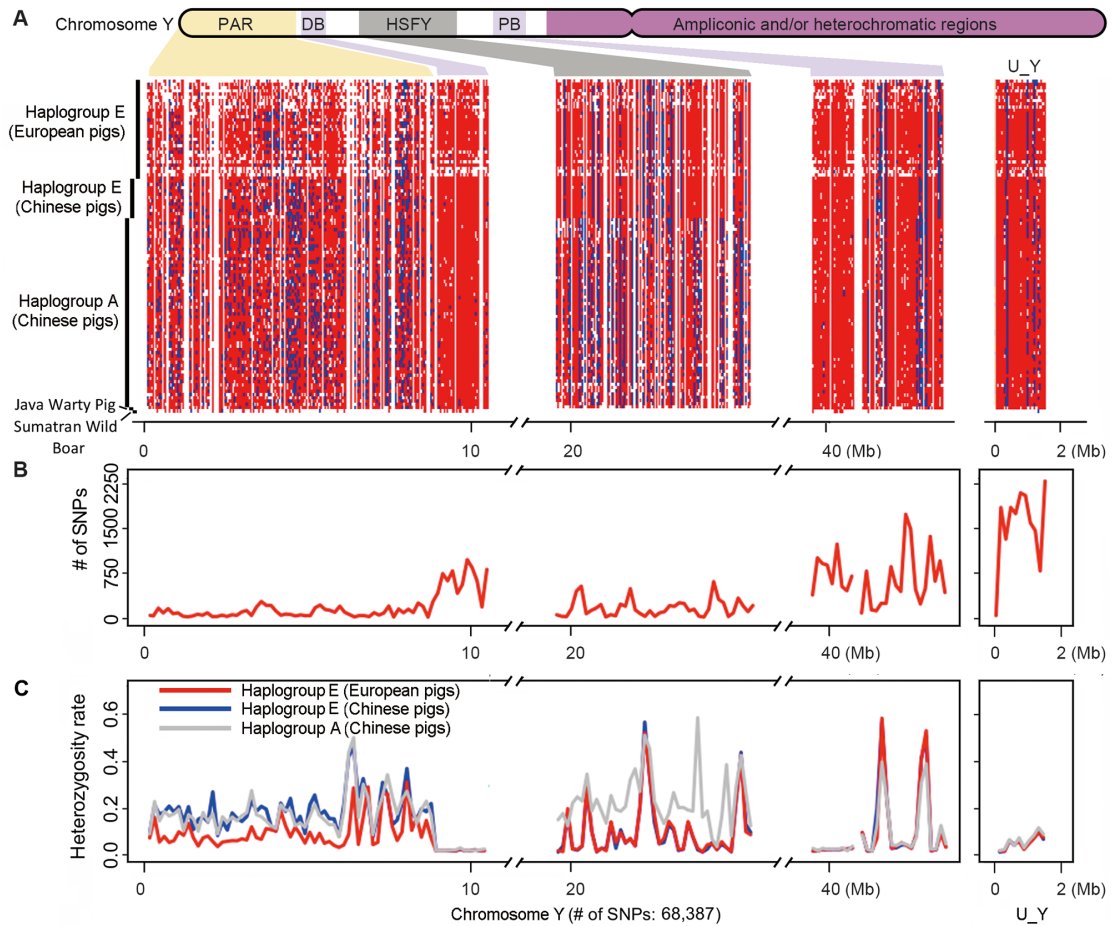 A
Chromosome Y
PAR
DB
HSFY
PB
Ampliconic and/or heterochromatic regions
U_Y
Haplogroup E
(European pigs)
Haplogroup E
(Chinese pigs)
Haplogroup A
(Chinese pigs)
Java Warty Pig
Sumatran Wild
Boar
0
10
20
40 (Mb)
0
2 (Mb)
B
# of SNPs
2250
1500
750
0
0
10
20
40 (Mb)
0
2 (Mb)
C
Haplogroup E (European pigs)
Haplogroup E (Chinese pigs)
Haplogroup A (Chinese pigs)
Heterozygosity rate
0.6
0.4
0.2
0.0
0
10
20
40 (Mb)
0
2 (Mb)
Chromosome Y (# of SNPs: 68,387)
U_Y